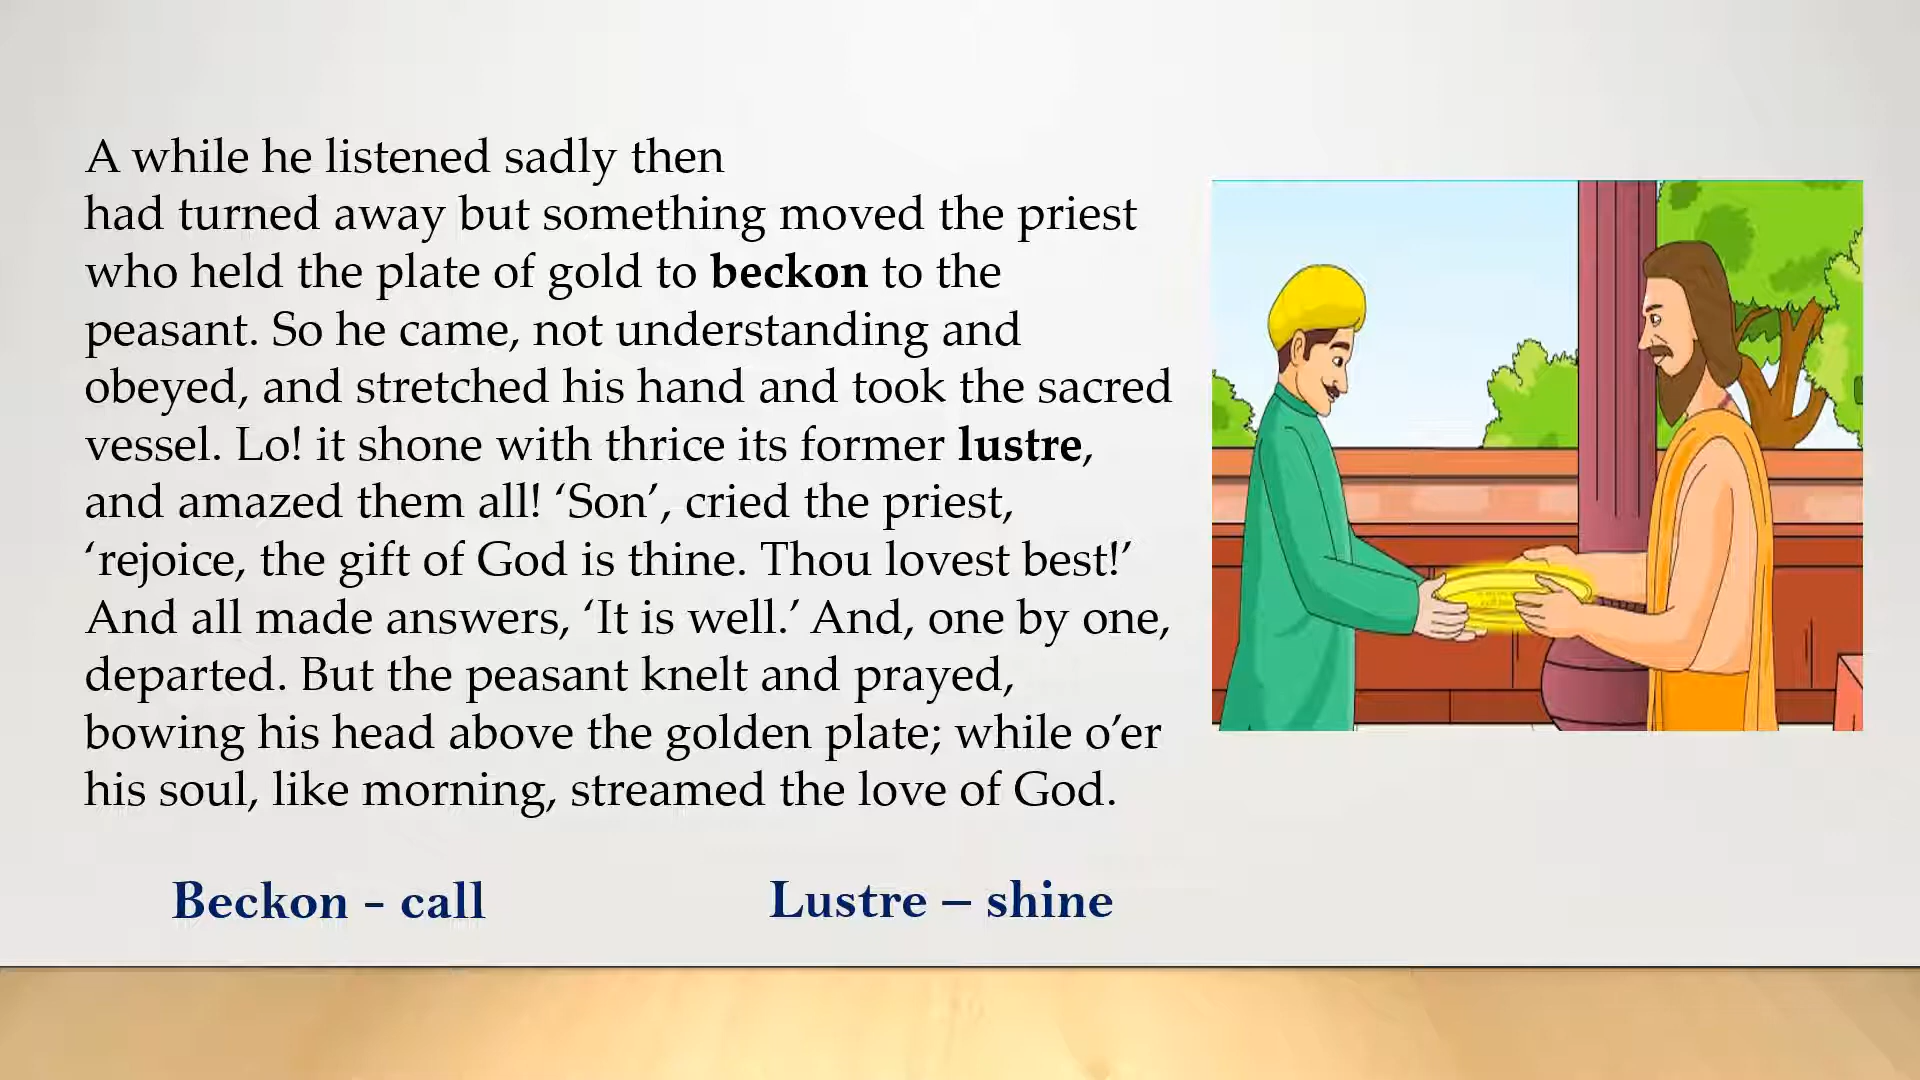 A while he listened sadly then
had turned away but something moved the priest
who held the plate of gold to beckon to the
peasant. So he came, not understanding and
obeyed, and stretched his hand and took the sacred
vessel. Lo! it shone with thrice its former lustre,
and amazed them all! ‘Son’, cried the priest,
‘rejoice, the gift of God is thine. Thou lovest best!’
And all made answers, ‘It is well.’ And, one by one,
departed. But the peasant knelt and prayed,
bowing his head above the golden plate; while o’er
his soul, like morning, streamed the love of God.
Beckon - call
Lustre – shine